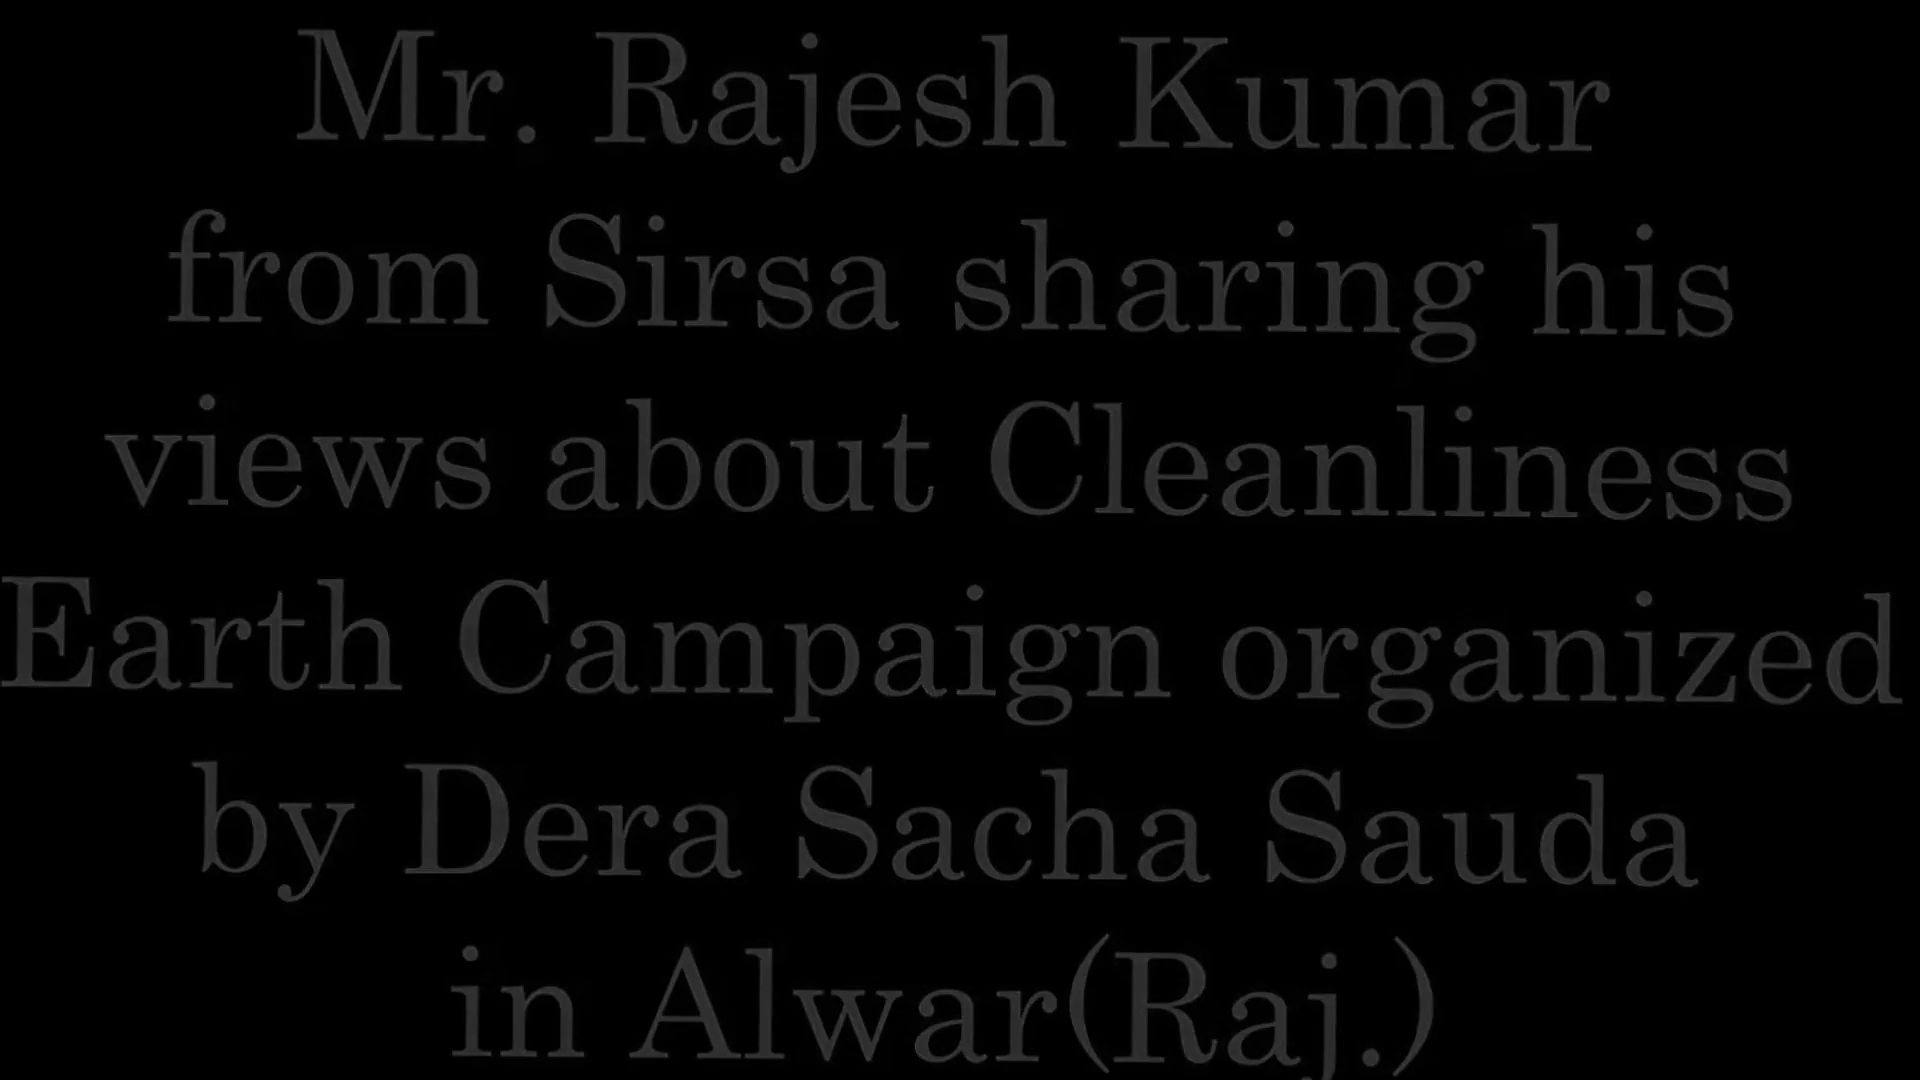 Mr. Rajesh Kumar
from Sirsa sharing his
views about Cleanliness
Earth Campaign organized
by Dera Sacha Sauda
in Alwar(Raj.)